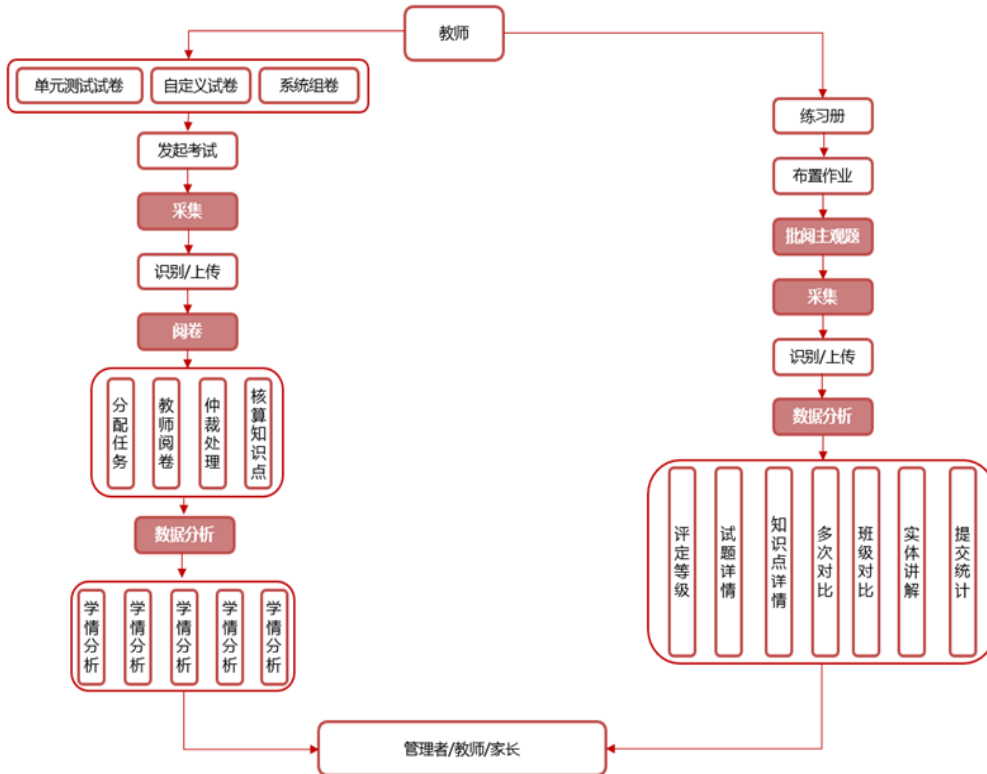 教师
单元测试试卷
自定义试卷
系统组卷
发起考试
采集
识别/上传
阅卷
分配任务
教师阅卷
仲裁处理
核算知识点
数据分析
学情分析
学情分析
学情分析
学情分析
学情分析
练习册
布置作业
批阅主观题
采集
识别/上传
数据分析
评定等级
试题详情
知识点详情
多次对比
班级对比
实体讲解
提交统计
管理者/教师/家长